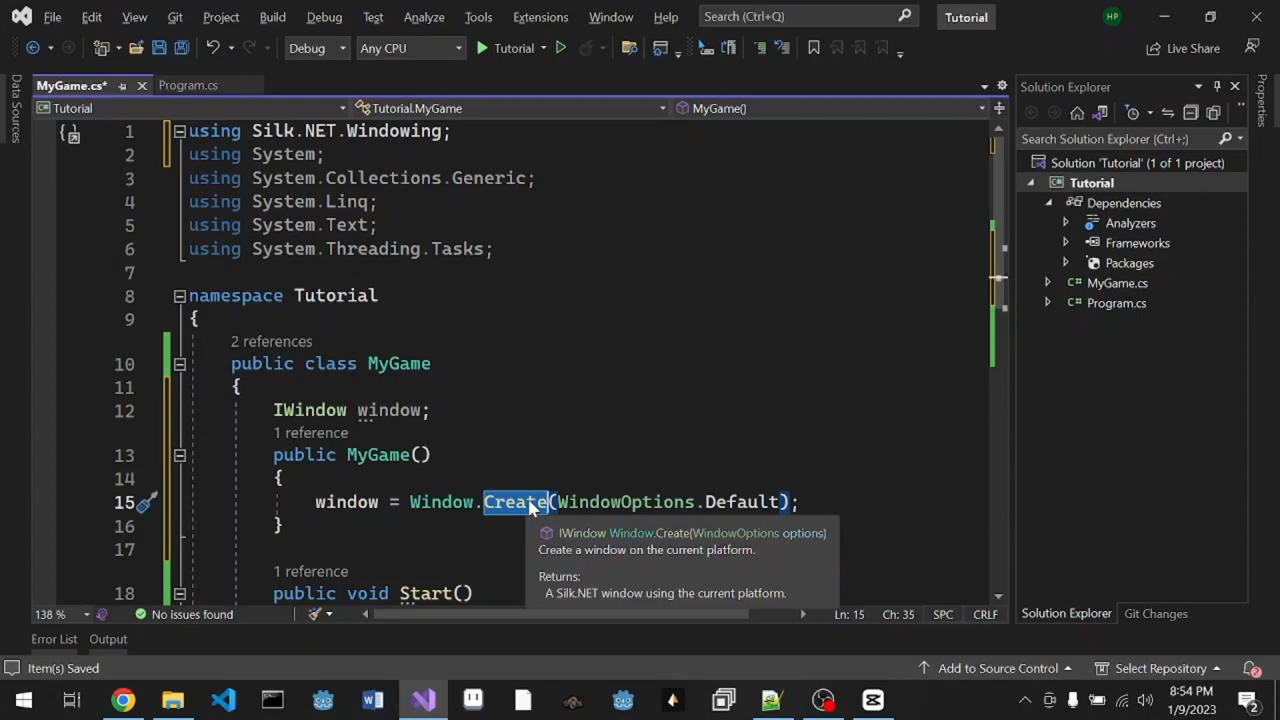 File Edit View Git Project Build Debug Test Analyze Tools Extensions Window Help Search (Ctrl+Q) Tutorial HP
Debug Any CPU Tutorial Live Share
MyGame.cs* Program.cs
Tutorial Tutorial.MyGame MyGame()
Data Sources
1 using Silk.NET.Windowing;
2 using System;
3 using System.Collections.Generic;
4 using System.Linq;
5 using System.Text;
6 using System.Threading.Tasks;
7
8 namespace Tutorial
9 {
2 references
10 public class MyGame
11 {
12 IWindow window;
1 reference
13 public MyGame()
14 {
15 window = Window.Create(WindowOptions.Default);
16 }
17
IWindow Window.Create(WindowOptions options)
Create a window on the current platform.
Returns:
A Silk.NET window using the current platform.
1 reference
18 public void Start()
138 % No issues found Ln: 15 Ch: 35 SPC CRLF
Solution Explorer
Search Solution Explorer (Ctrl+;)
Solution 'Tutorial' (1 of 1 project)
Tutorial
Dependencies
Analyzers
Frameworks
Packages
C# MyGame.cs
C# Program.cs
Solution Explorer Git Changes
Properties
Error List Output
Item(s) Saved Add to Source Control Select Repository 2
8:54 PM
1/9/2023
2